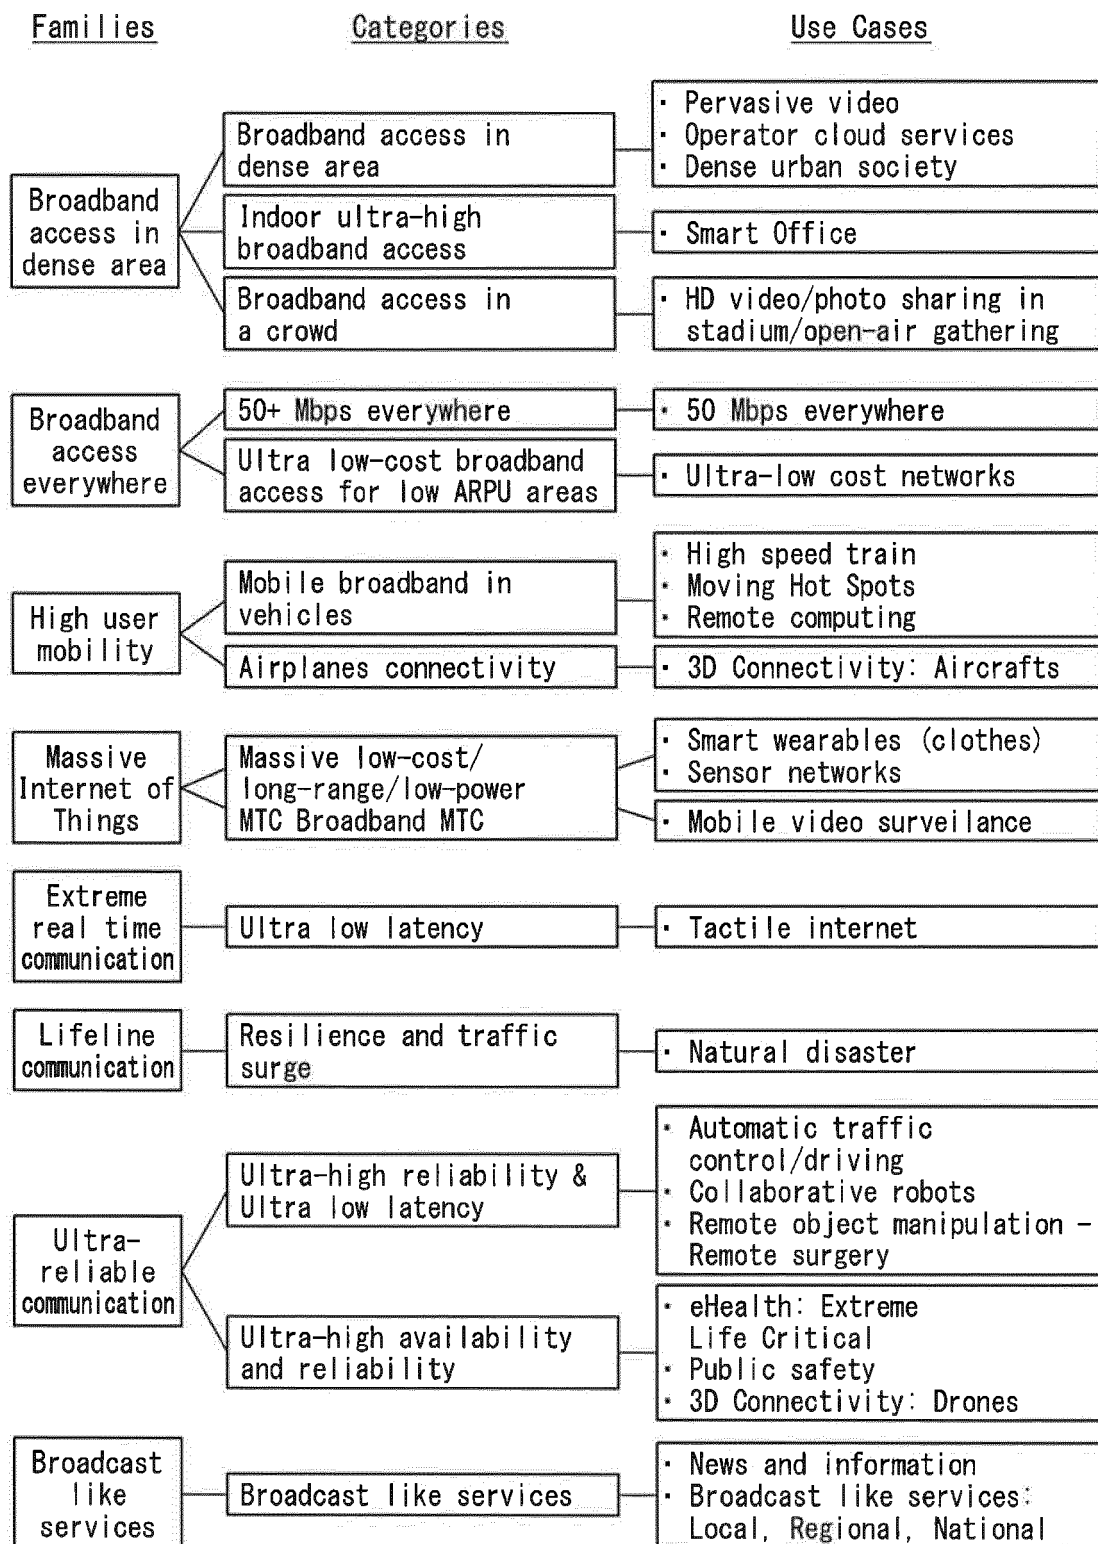 Families Categories Use Cases
Broadband
access in
dense area
Broadband access in
dense area
· Pervasive video
· Operator cloud services
· Dense urban society
Indoor ultra-high
broadband access
· Smart Office
Broadband access in
a crowd
· HD video/photo sharing in
stadium/open-air gathering
Broadband
access
everywhere
50+ Mbps everywhere
· 50 Mbps everywhere
Ultra low-cost broadband
access for low ARPU areas
· Ultra-low cost networks
High user
mobility
Mobile broadband in
vehicles
· High speed train
· Moving Hot Spots
· Remote computing
Airplanes connectivity
· 3D Connectivity: Aircrafts
Massive
Internet of
Things
Massive low-cost/
long-range/low-power
MTC Broadband MTC
· Smart wearables (clothes)
· Sensor networks
· Mobile video surveilance
Extreme
real time
communication
Ultra low latency
· Tactile internet
Lifeline
communication
Resilience and traffic
surge
· Natural disaster
Ultra-
reliable
communication
Ultra-high reliability &
Ultra low latency
· Automatic traffic
control/driving
· Collaborative robots
· Remote object manipulation –
Remote surgery
Ultra-high availability
and reliability
· eHealth: Extreme
Life Critical
· Public safety
· 3D Connectivity: Drones
Broadcast
like
services
Broadcast like services
· News and information
· Broadcast like services:
Local, Regional, National